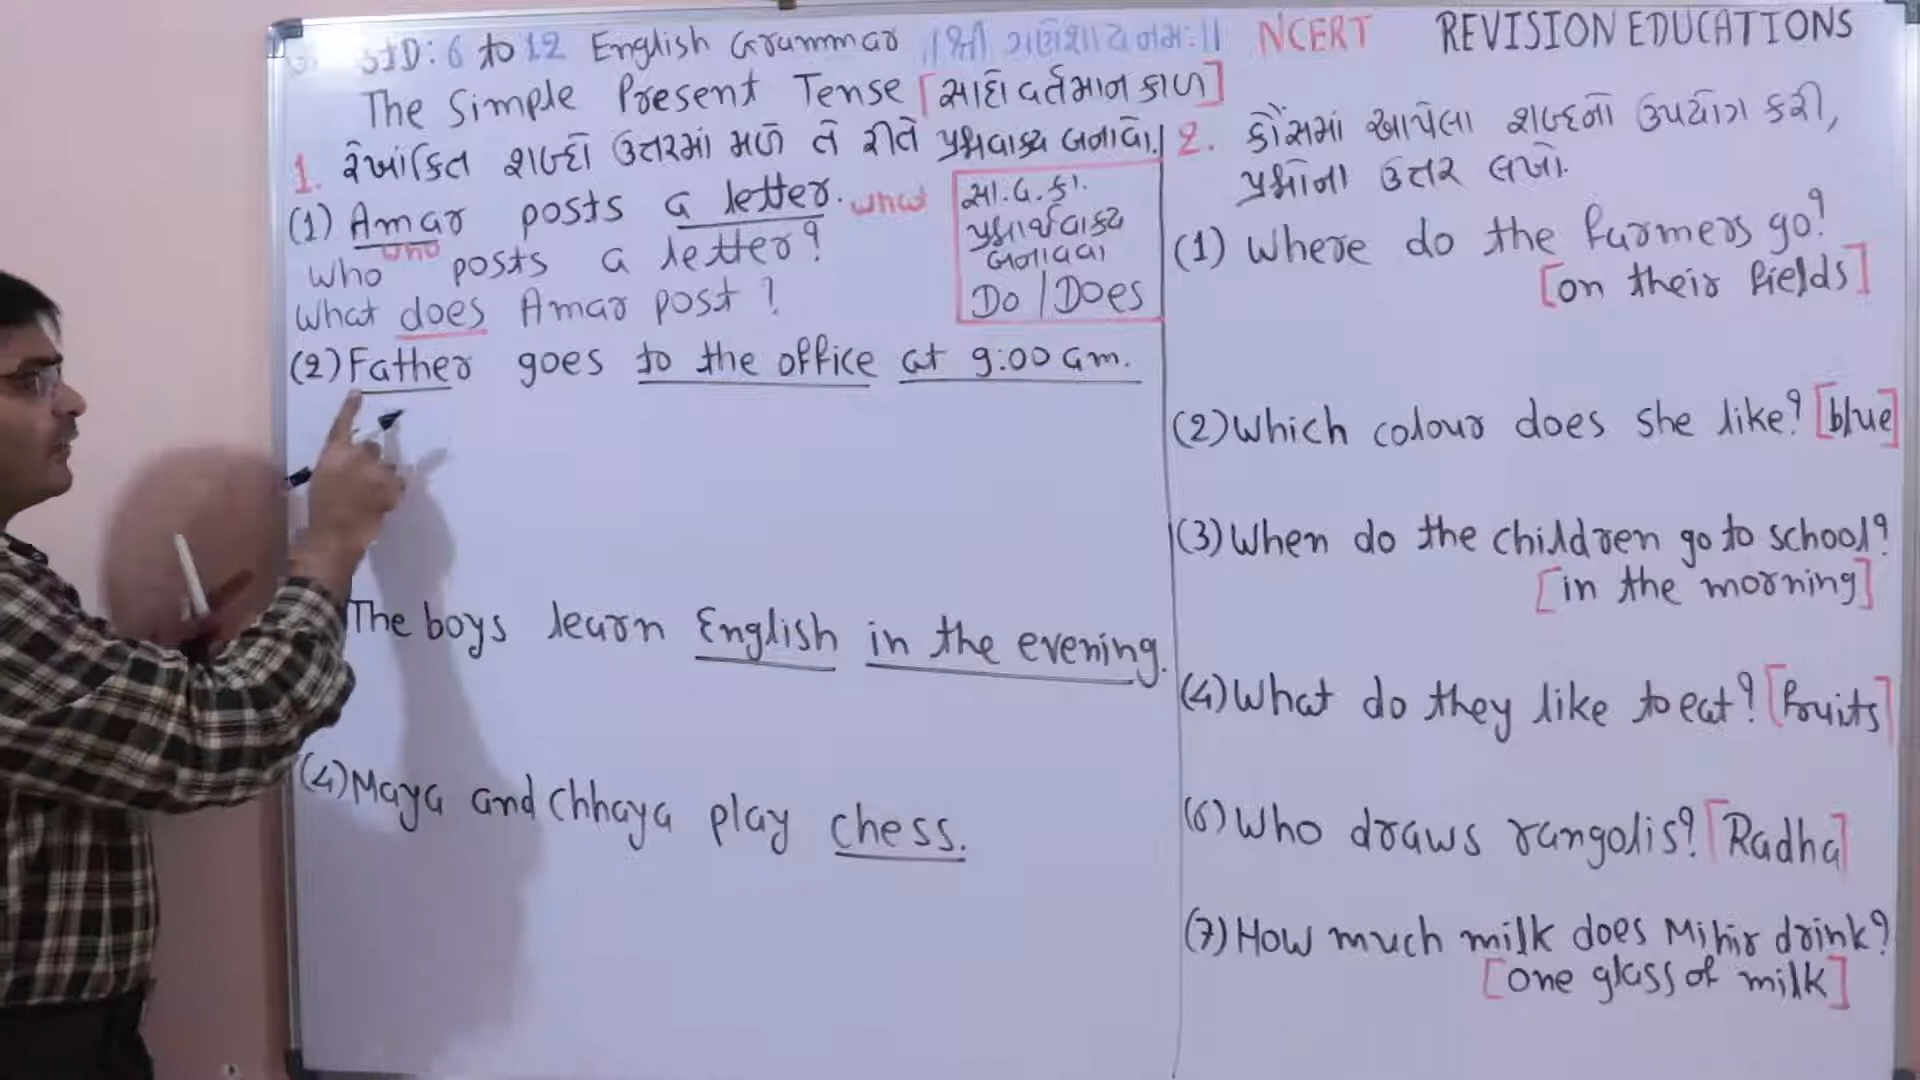 STD: 6 to 12 English Grammar ।।શ્રી ગણેશાય નમઃ।। NCERT REVISION EDUCATIONS
The Simple Present Tense [સાદો વર્તમાન કાળ]
1. રેખાંકિત શબ્દો ઉત્તરમાં મળે તે રીતે પ્રશ્નવાક્ય બનાવો.
(1) Amar posts a letter. what
who
who posts a letter?
What does Amar post?
સા.વ.કા.
પ્રશ્નાર્થવાક્ય
બનાવવા
Do / Does
(2) Father goes to the office at 9:00 am.
The boys learn English in the evening.
(4) Maya and Chhaya play chess.
2. કૌંસમાં આપેલા શબ્દનો ઉપયોગ કરી,
પ્રશ્નોના ઉત્તર લખો.
(1) Where do the farmers go?
[on their fields]
(2) Which colour does she like? [blue]
(3) When do the children go to school?
[in the morning]
(4) What do they like to eat? [fruits]
(6) Who draws rangolis? [Radha]
(7) How much milk does Mihir drink?
[one glass of milk]